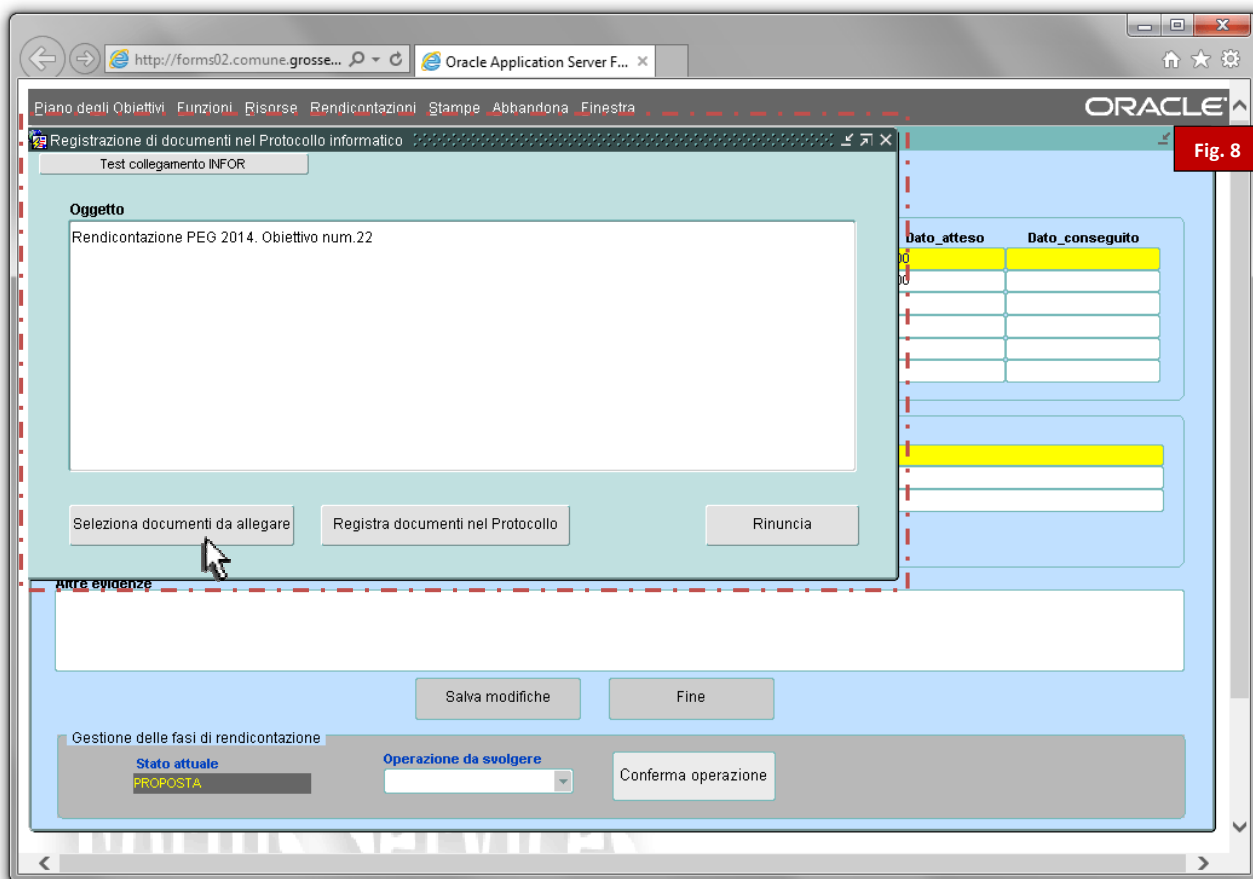 http://forms02.comune.grosse...
Oracle Application Server F...
Piano degli Obiettivi Funzioni Risorse Rendicontazioni Stampe Abbandona Finestra
ORACLE
Registrazione di documenti nel Protocollo informatico
Fig. 8
Test collegamento INFOR
Oggetto
Rendicontazione PEG 2014. Obiettivo num.22
Dato_atteso Dato_conseguito
Seleziona documenti da allegare Registra documenti nel Protocollo Rinuncia
Altre evidenze
Salva modifiche Fine
Gestione delle fasi di rendicontazione
Stato attuale Operazione da svolgere
PROPOSTA
Conferma operazione